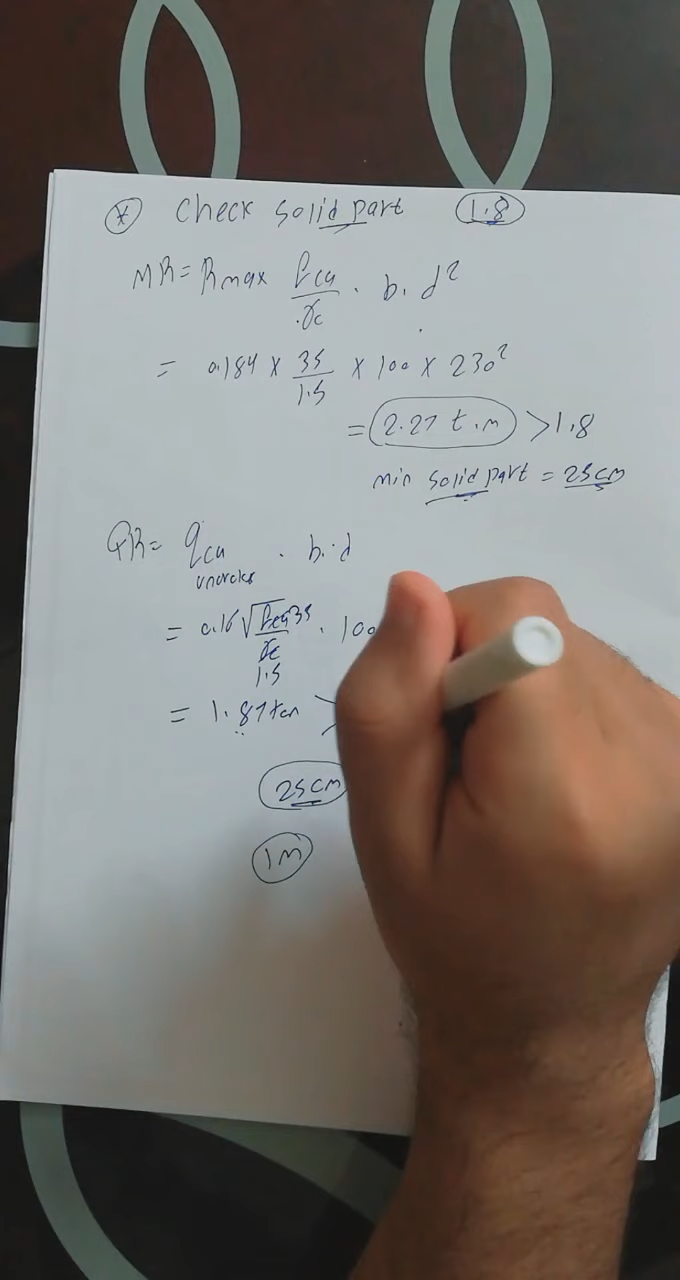 * Check Solid part 1.8
MR = Rmax fcu/γc . b. d²
= 0.184 x 35/1.5 x 100 x 230²
= 2.27 t.m > 1.8
min solid part = 25cm
QR = qcu . b.d
= 0.16 √fcu 35/γc . 100
1.5
= 1.87 ton >
25cm
1m